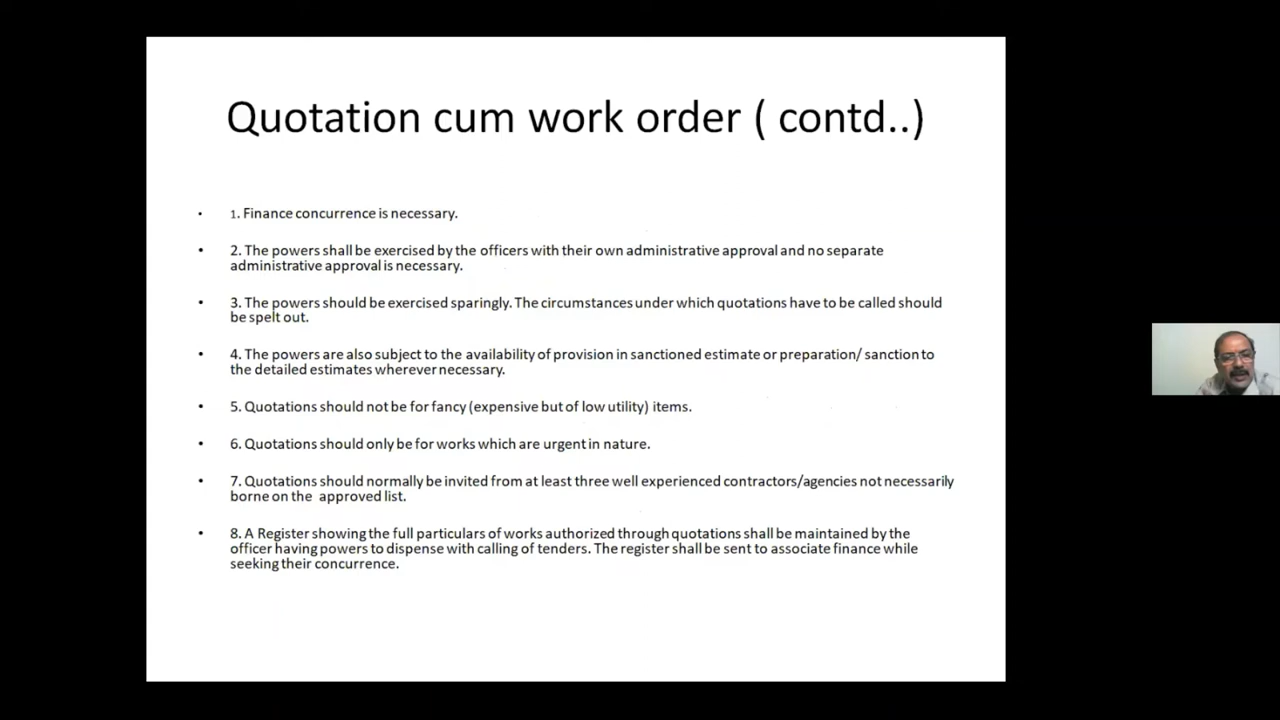 Quotation cum work order ( contd..)
• 1. Finance concurrence is necessary.
• 2. The powers shall be exercised by the officers with their own administrative approval and no separate
administrative approval is necessary.
• 3. The powers should be exercised sparingly. The circumstances under which quotations have to be called should
be spelt out.
• 4. The powers are also subject to the availability of provision in sanctioned estimate or preparation/ sanction to
the detailed estimates wherever necessary.
• 5. Quotations should not be for fancy (expensive but of low utility) items.
• 6. Quotations should only be for works which are urgent in nature.
• 7. Quotations should normally be invited from at least three well experienced contractors/agencies not necessarily
borne on the approved list.
• 8. A Register showing the full particulars of works authorized through quotations shall be maintained by the
officer having powers to dispense with calling of tenders. The register shall be sent to associate finance while
seeking their concurrence.